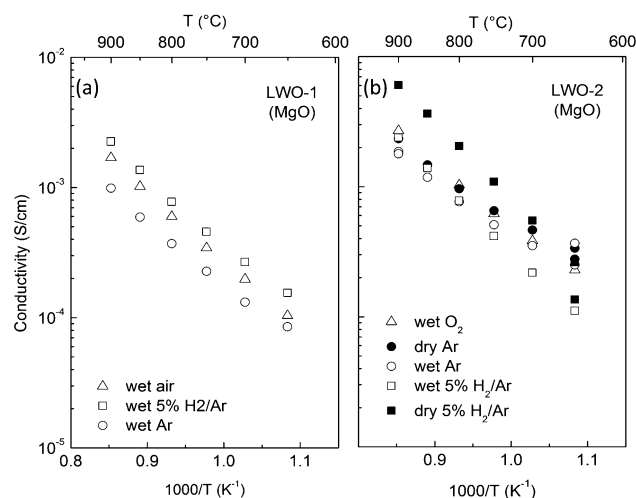 T (°C)
T (°C)
900 800 700 600
900 800 700 600
10⁻²
(a)
LWO-1
(MgO)
(b)
LWO-2
(MgO)
10⁻³
Conductivity (S/cm)
10⁻⁴
wet air
wet 5% H2/Ar
wet Ar
wet O₂
dry Ar
wet Ar
wet 5% H₂/Ar
dry 5% H₂/Ar
10⁻⁵
0.8 0.9 1.0 1.1
0.9 1.0 1.1
1000/T (K⁻¹)
1000/T (K⁻¹)